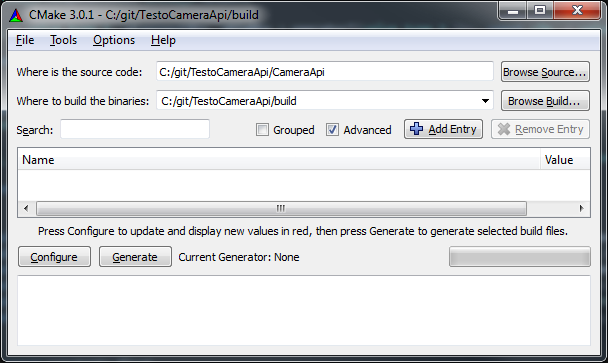 CMake 3.0.1 - C:/git/TestoCameraApi/build
File Tools Options Help
Where is the source code: C:/git/TestoCameraApi/CameraApi Browse Source...
Where to build the binaries: C:/git/TestoCameraApi/build Browse Build...
Search: Grouped Advanced Add Entry Remove Entry
Name Value
Press Configure to update and display new values in red, then press Generate to generate selected build files.
Configure Generate Current Generator: None